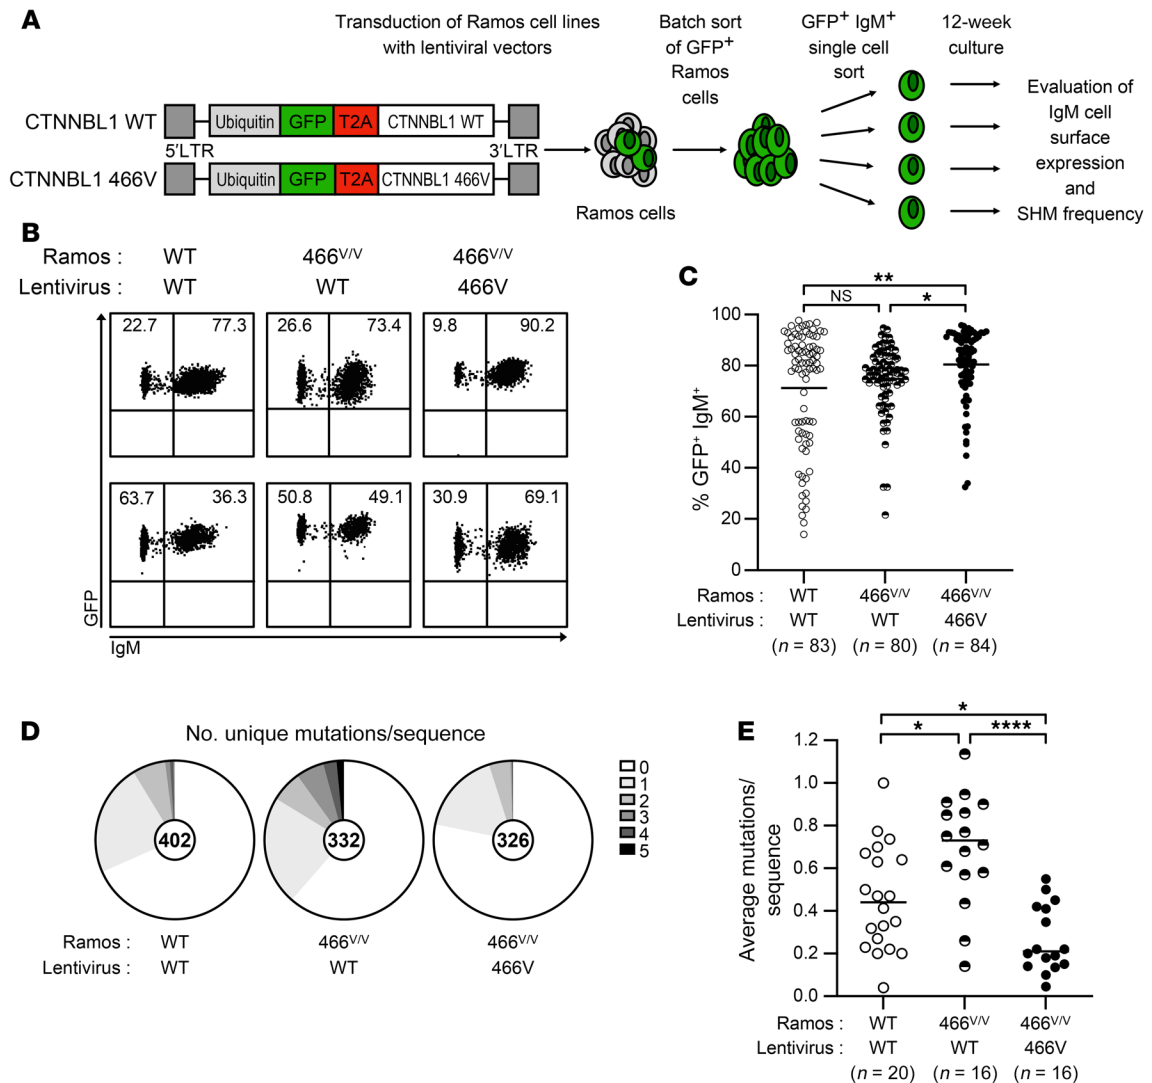 A
Transduction of Ramos cell lines
with lentiviral vectors
Batch sort
of GFP⁺
Ramos
cells
GFP⁺ IgM⁺
single cell
sort
12-week
culture
CTNNBL1 WT
Ubiquitin GFP T2A CTNNBL1 WT
5′LTR 3′LTR
CTNNBL1 466V
Ubiquitin GFP T2A CTNNBL1 466V
Ramos cells
Evaluation of
IgM cell
surface
expression
and
SHM frequency
B
Ramos : WT 466V/V 466V/V
Lentivirus : WT WT 466V
22.7 77.3 26.6 73.4 9.8 90.2
63.7 36.3 50.8 49.1 30.9 69.1
GFP
IgM
C
**
NS *
% GFP⁺ IgM⁺
100
80
60
40
20
0
Ramos : WT 466V/V 466V/V
Lentivirus : WT WT 466V
(n = 83) (n = 80) (n = 84)
D
No. unique mutations/sequence
402 332 326
0
1
2
3
4
5
Ramos : WT 466V/V 466V/V
Lentivirus : WT WT 466V
E
*
* ****
Average mutations/
sequence
1.2
1.0
0.8
0.6
0.4
0.2
0.0
Ramos : WT 466V/V 466V/V
Lentivirus : WT WT 466V
(n = 20) (n = 16) (n = 16)